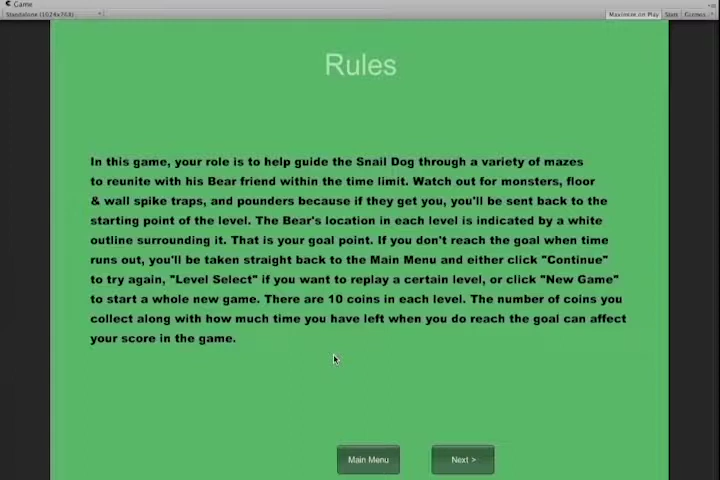 Game
Standalone (1024x768)
Maximize on Play
Stats
Gizmos
Rules
In this game, your role is to help guide the Snail Dog through a variety of mazes
to reunite with his Bear friend within the time limit. Watch out for monsters, floor
& wall spike traps, and pounders because if they get you, you'll be sent back to the
starting point of the level. The Bear's location in each level is indicated by a white
outline surrounding it. That is your goal point. If you don't reach the goal when time
runs out, you'll be taken straight back to the Main Menu and either click "Continue"
to try again, "Level Select" if you want to replay a certain level, or click "New Game"
to start a whole new game. There are 10 coins in each level. The number of coins you
collect along with how much time you have left when you do reach the goal can affect
your score in the game.
Main Menu
Next >